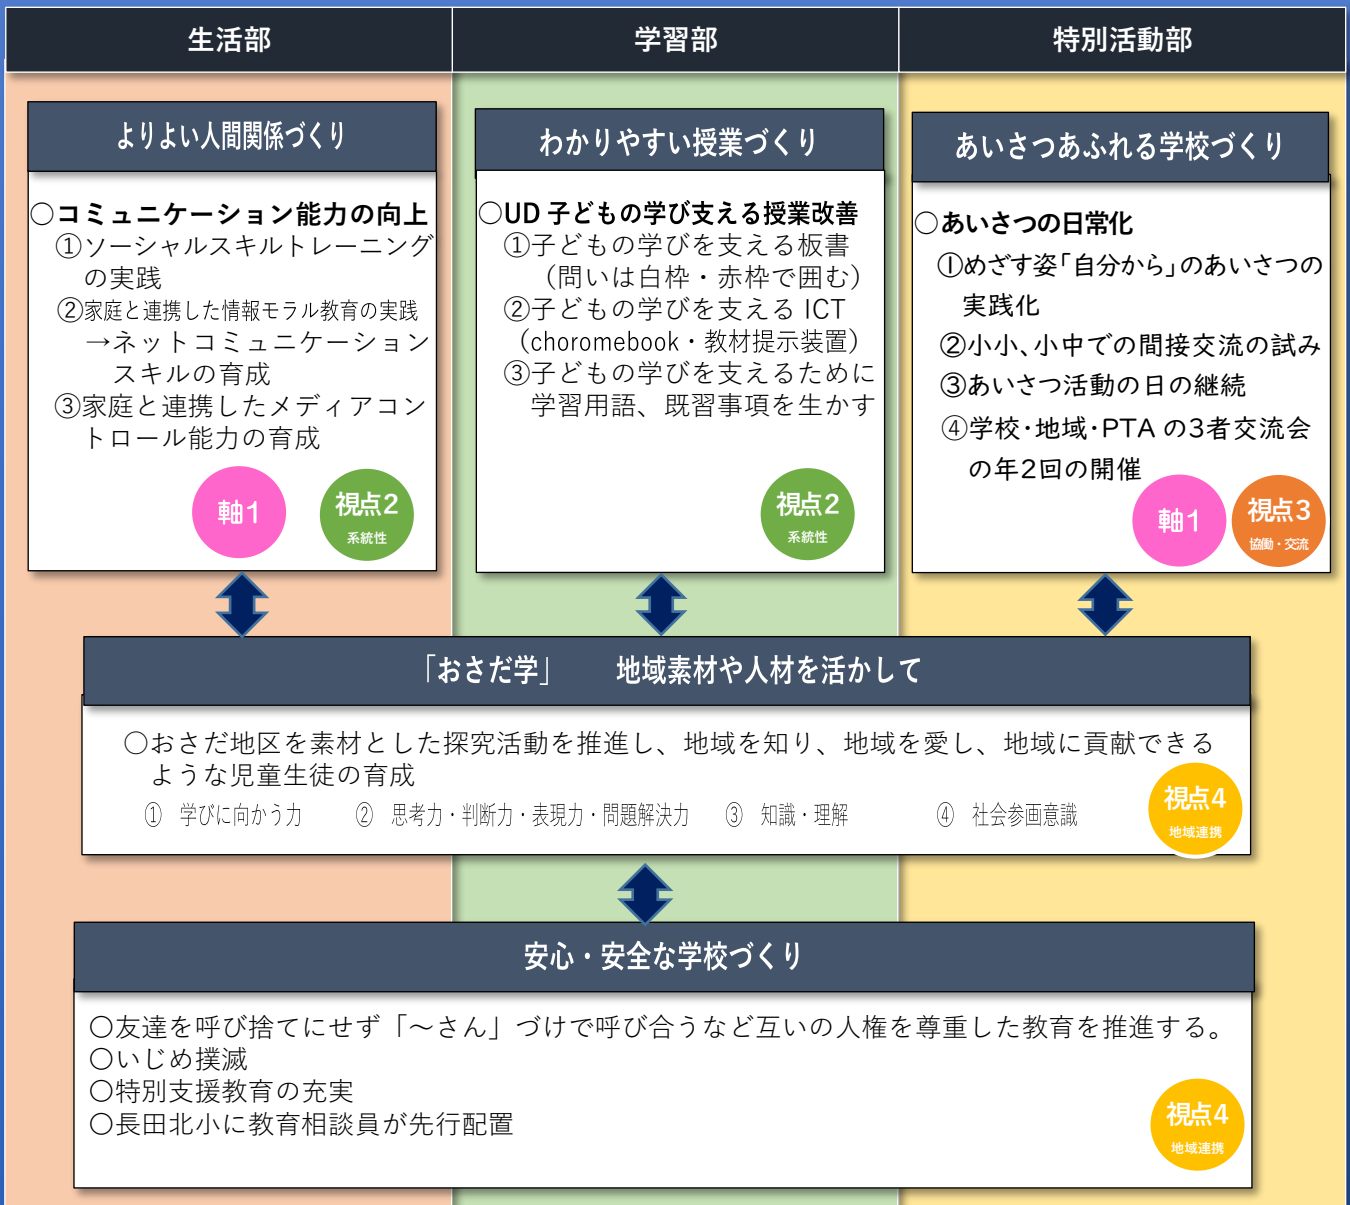 生活部
学習部
特別活動部
よりよい人間関係づくり
○コミュニケーション能力の向上
①ソーシャルスキルトレーニング
の実践
②家庭と連携した情報モラル教育の実践
→ネットコミュニケーション
スキルの育成
③家庭と連携したメディアコン
トロール能力の育成
軸1
視点2
系統性
わかりやすい授業づくり
○UD 子どもの学び支える授業改善
①子どもの学びを支える板書
（問いは白枠・赤枠で囲む）
②子どもの学びを支える ICT
（choromebook・教材提示装置）
③子どもの学びを支えるために
学習用語、既習事項を生かす
視点2
系統性
あいさつあふれる学校づくり
○あいさつの日常化
①めざす姿「自分から」のあいさつの
実践化
②小小、小中での間接交流の試み
③あいさつ活動の日の継続
④学校・地域・PTA の3者交流会
の年2回の開催
軸1
視点3
協働・交流
「おさだ学」　　地域素材や人材を活かして
○おさだ地区を素材とした探究活動を推進し、地域を知り、地域を愛し、地域に貢献できる
ような児童生徒の育成
①　学びに向かう力　　②　思考力・判断力・表現力・問題解決力　　③　知識・理解　　　　　④　社会参画意識
視点4
地域連携
安心・安全な学校づくり
○友達を呼び捨てにせず「～さん」づけで呼び合うなど互いの人権を尊重した教育を推進する。
○いじめ撲滅
○特別支援教育の充実
○長田北小に教育相談員が先行配置
視点4
地域連携